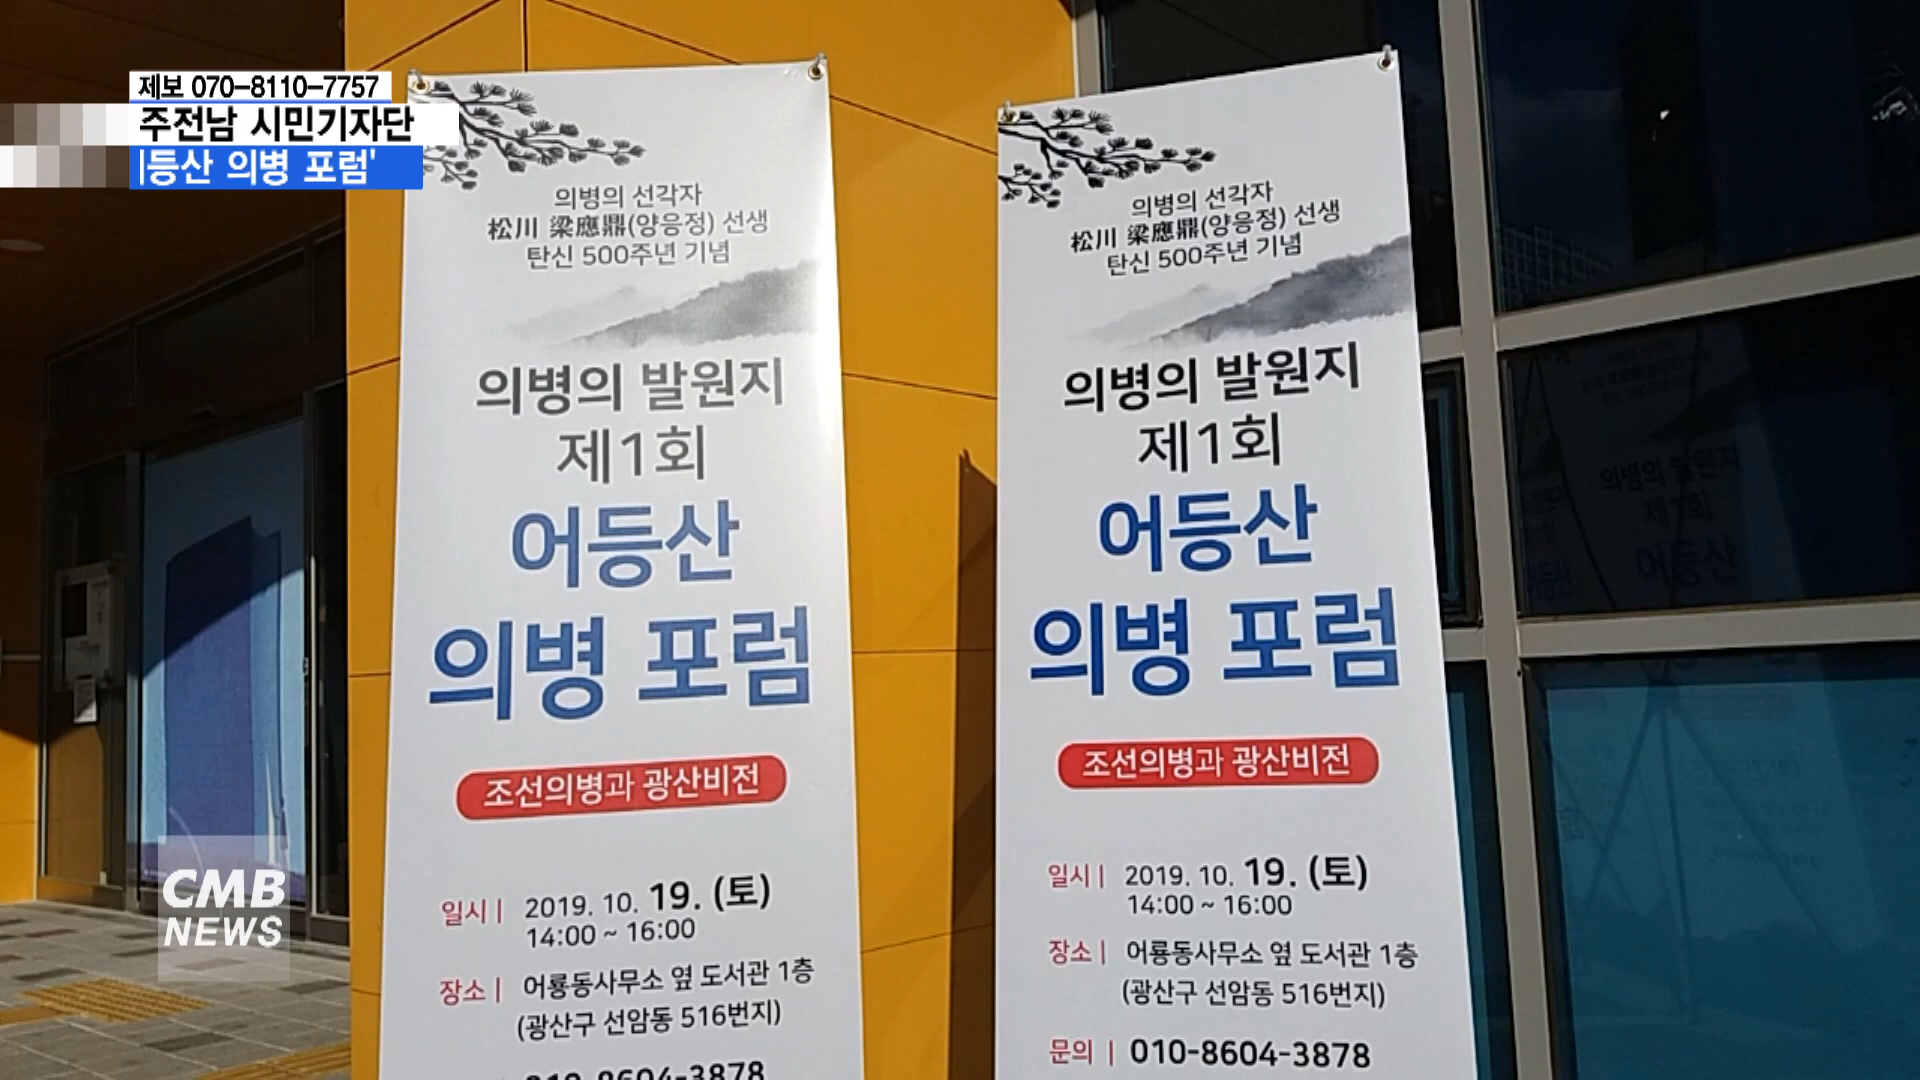 제보 070-8110-7757
주전남 시민기자단
등산 의병 포럼'
의병의 선각자
松川 梁應鼎(양응정) 선생
탄신 500주년 기념
의병의 발원지
제1회
어등산
의병 포럼
조선의병과 광산비전
일시 | 2019. 10. 19. (토)
14:00 ~ 16:00
장소 | 어룡동사무소 옆 도서관 1층
(광산구 선암동 516번지)
010-8604-3878
의병의 선각자
松川 梁應鼎(양응정) 선생
탄신 500주년 기념
의병의 발원지
제1회
어등산
의병 포럼
조선의병과 광산비전
일시 | 2019. 10. 19. (토)
14:00 ~ 16:00
장소 | 어룡동사무소 옆 도서관 1층
(광산구 선암동 516번지)
문의 | 010-8604-3878
CMB
NEWS